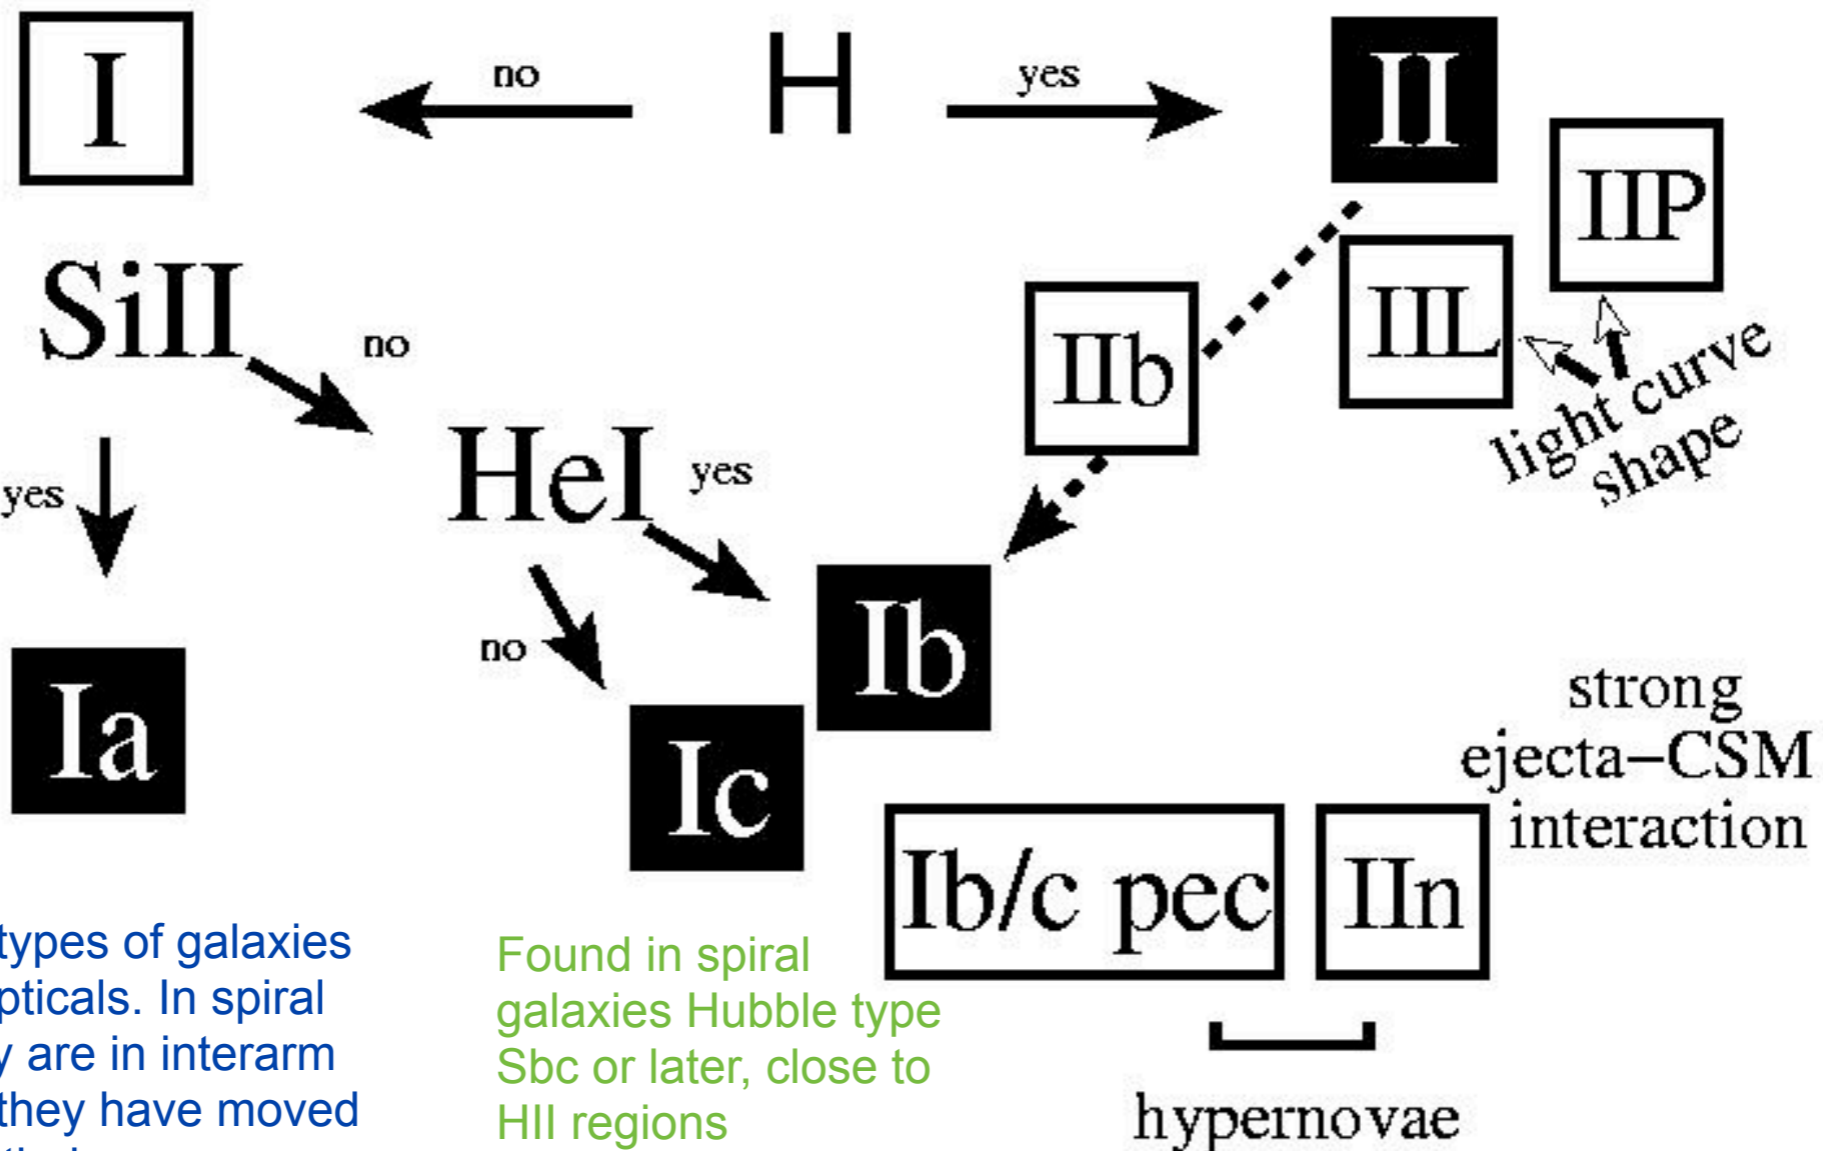 I
no
H
yes
II
IIP
SiII
no
IIb
IIL
light curve
shape
yes
HeI
yes
no
Ib
Ia
Ic
strong
ejecta–CSM
interaction
Ib/c pec
IIn
hypernovae
types of galaxies
pticals. In spiral
y are in interarm
they have moved
Found in spiral
galaxies Hubble type
Sbc or later, close to
HII regions